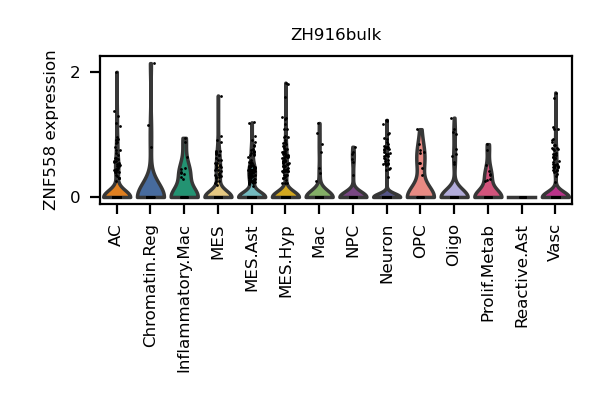 ZH916bulk
ZNF558 expression
2
0
AC
Chromatin.Reg
Inflammatory.Mac
MES
MES.Ast
MES.Hyp
Mac
NPC
Neuron
OPC
Oligo
Prolif.Metab
Reactive.Ast
Vasc